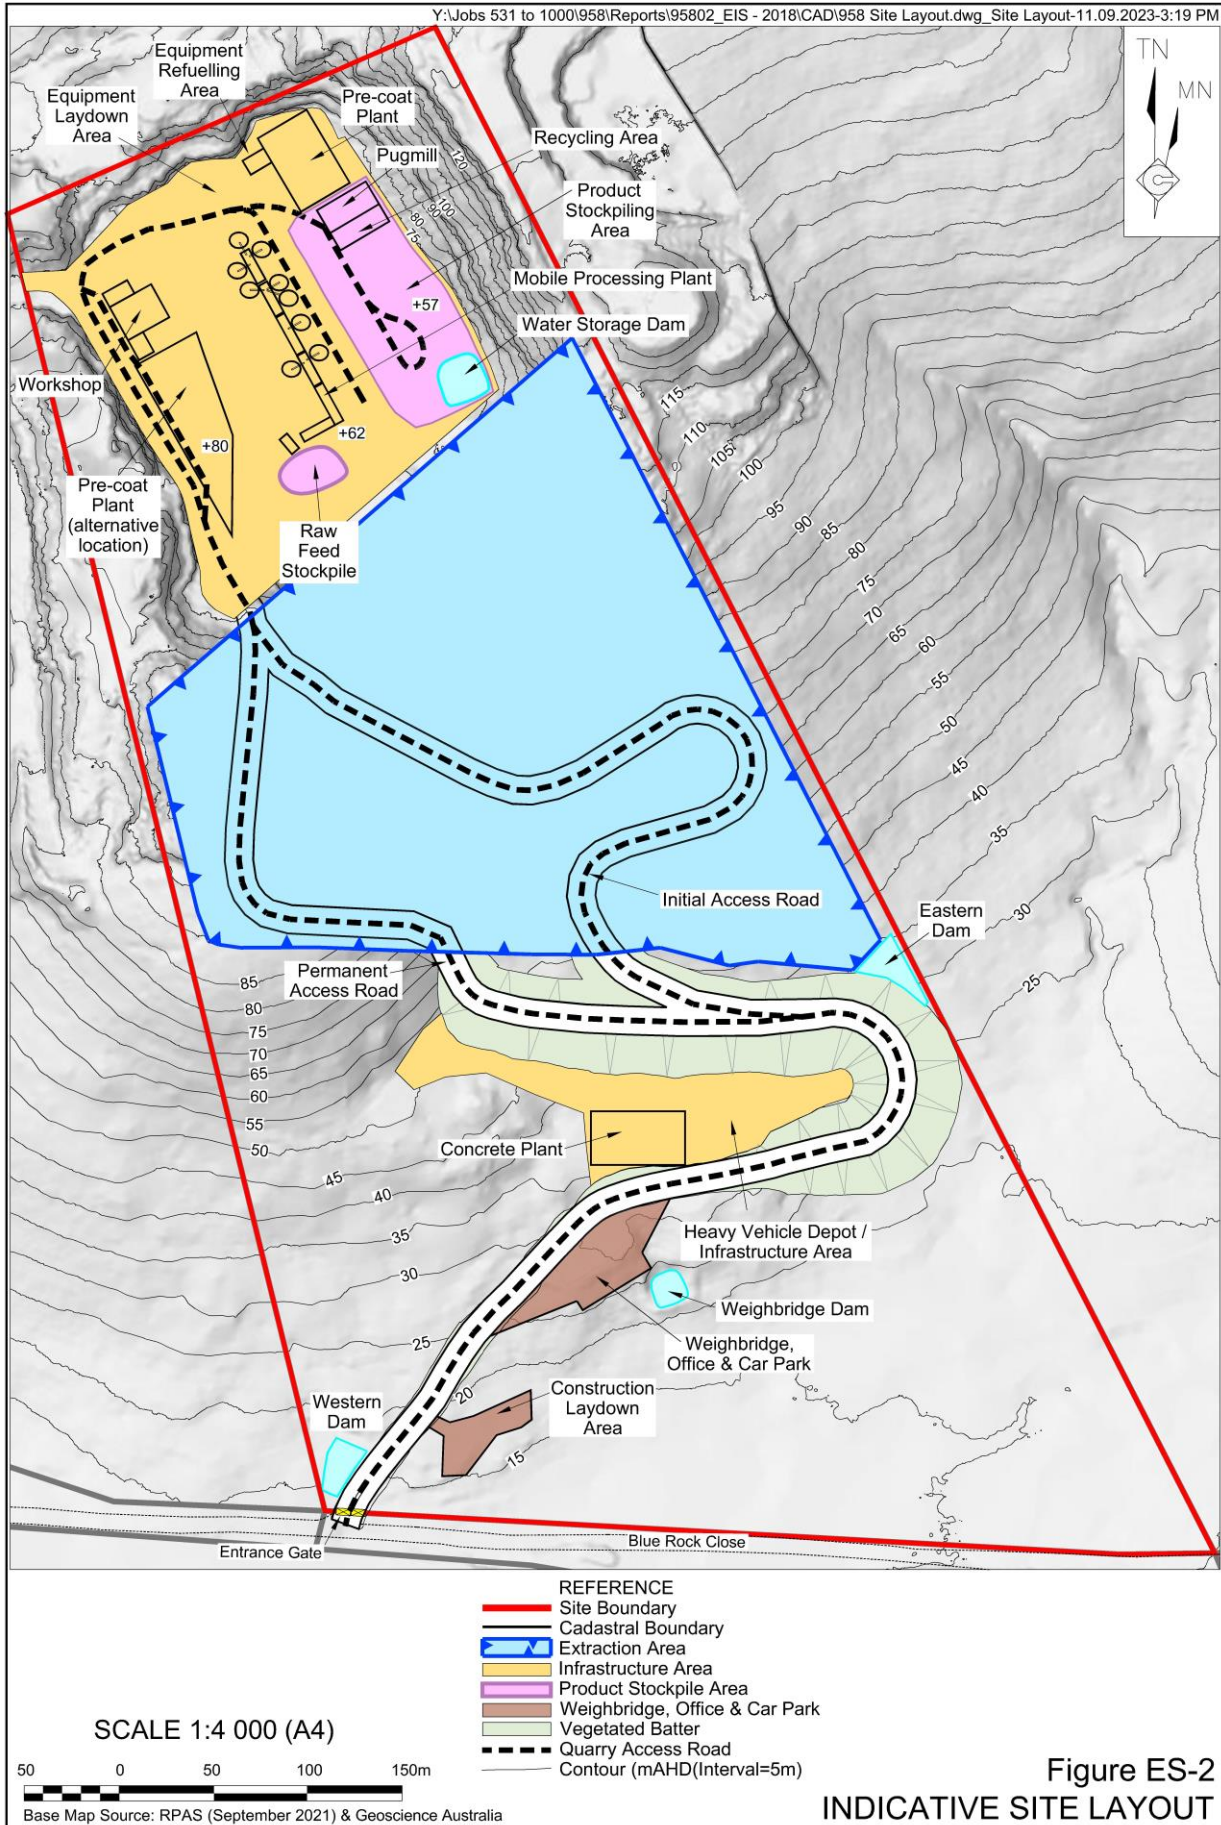 Y:\Jobs 531 to 1000\958\Reports\95802_EIS - 2018\CAD\958 Site Layout.dwg_Site Layout-11.09.2023-3:19 PM
TN
MN
Equipment
Refuelling
Area
Equipment
Laydown
Area
Pre-coat
Plant
Pugmill
Recycling Area
Product
Stockpiling
Area
Mobile Processing Plant
Water Storage Dam
120
100
90
80
75
+57
Workshop
+80
+62
Pre-coat
Plant
(alternative
location)
Raw
Feed
Stockpile
115
110
105
100
95
90
85
80
75
70
65
60
55
50
45
40
35
30
25
Initial Access Road
Eastern
Dam
Permanent
Access Road
85
80
75
70
65
60
55
50
45
40
35
30
25
20
15
Concrete Plant
Heavy Vehicle Depot /
Infrastructure Area
Weighbridge Dam
Weighbridge,
Office & Car Park
Construction
Laydown
Area
Western
Dam
Entrance Gate
Blue Rock Close
REFERENCE
Site Boundary
Cadastral Boundary
Extraction Area
Infrastructure Area
Product Stockpile Area
Weighbridge, Office & Car Park
Vegetated Batter
Quarry Access Road
Contour (mAHD(Interval=5m)
SCALE 1:4 000 (A4)
50 0 50 100 150m
Base Map Source: RPAS (September 2021) & Geoscience Australia
Figure ES-2
INDICATIVE SITE LAYOUT